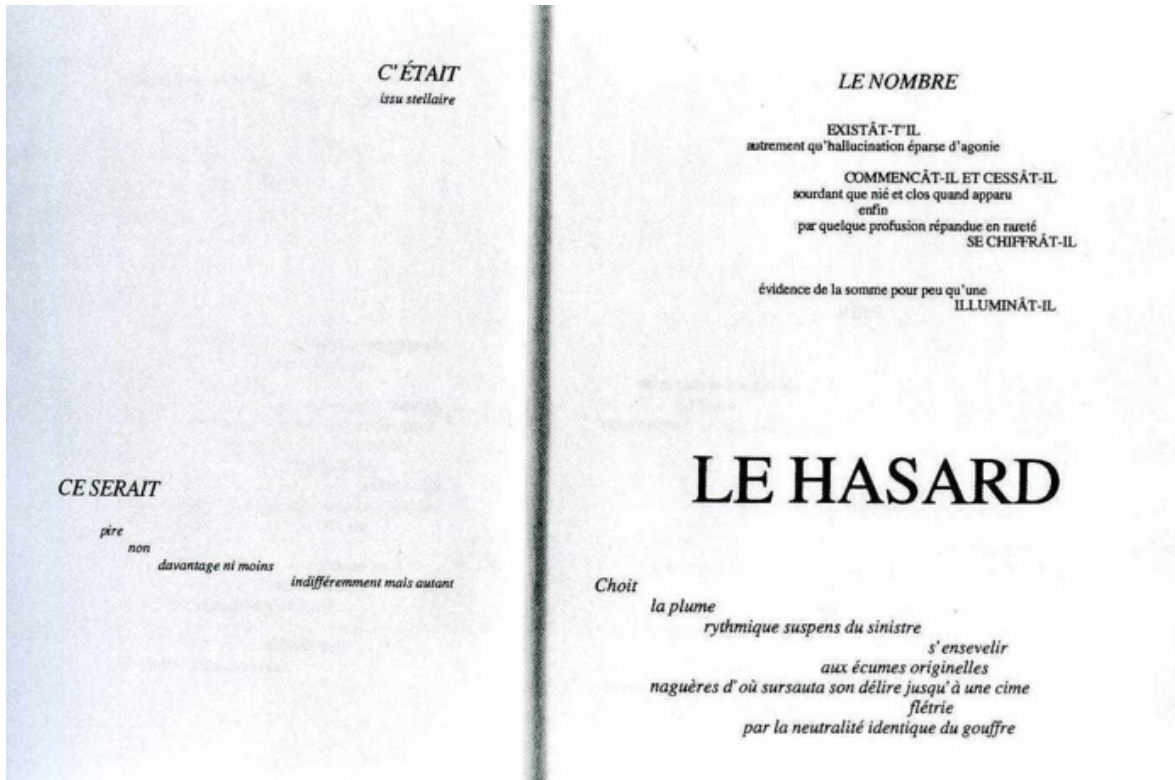 C'ÉTAIT
issu stellaire
CE SERAIT
pire
non
davantage ni moins
indifféremment mais autant
LE NOMBRE
EXISTÂT-T'IL
autrement qu'hallucination éparse d'agonie
COMMENCÂT-IL ET CESSÂT-IL
sourdant que nié et clos quand apparu
enfin
par quelque profusion répandue en rareté
SE CHIFFRÂT-IL
évidence de la somme pour peu qu'une
ILLUMINÂT-IL
LE HASARD
Choit
la plume
rythmique suspens du sinistre
s'ensevelir
aux écumes originelles
naguères d'où sursauta son délire jusqu'à une cime
flétrie
par la neutralité identique du gouffre